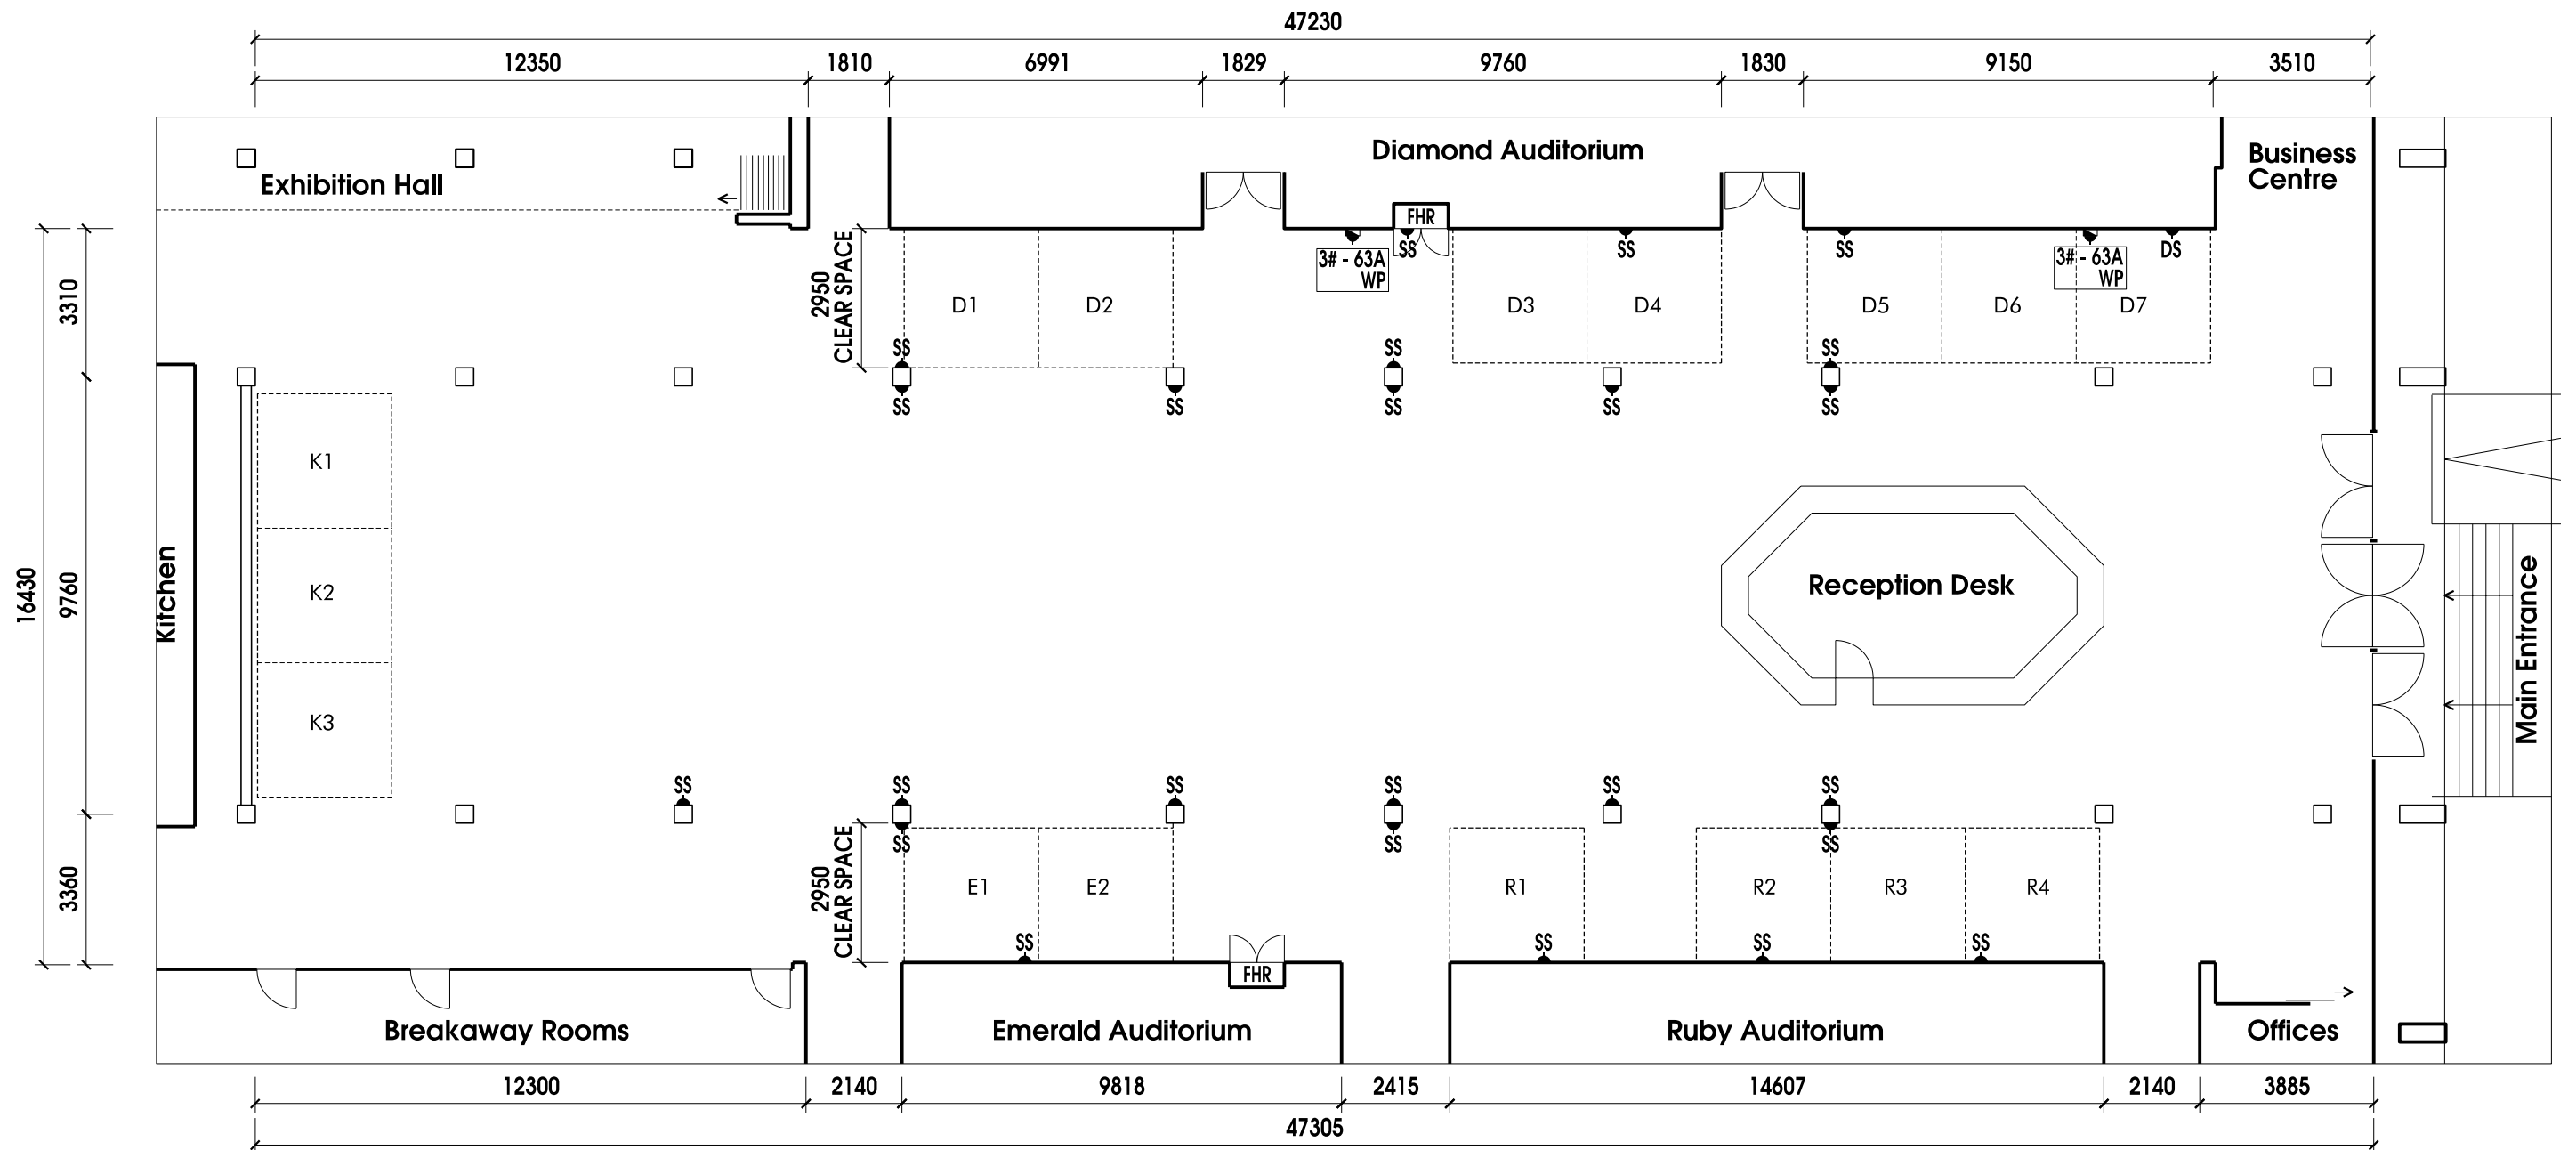 47230
12350
1810
6991
1829
9760
1830
9150
3510
Diamond Auditorium
Business
Centre
Exhibition Hall
FHR
SS
SS
SS
DS
3# - 63A
WP
3# - 63A
WP
2950
CLEAR SPACE
3310
D1
D2
D3
D4
D5
D6
D7
SS
SS
SS
SS
SS
SS
SS
SS
K1
K2
K3
Kitchen
16430
9760
Reception Desk
Main Entrance
SS
SS
SS
SS
SS
SS
SS
SS
SS
2950
CLEAR SPACE
3360
E1
E2
R1
R2
R3
R4
SS
SS
SS
SS
FHR
Breakaway Rooms
Emerald Auditorium
Ruby Auditorium
Offices
12300
2140
9818
2415
14607
2140
3885
47305